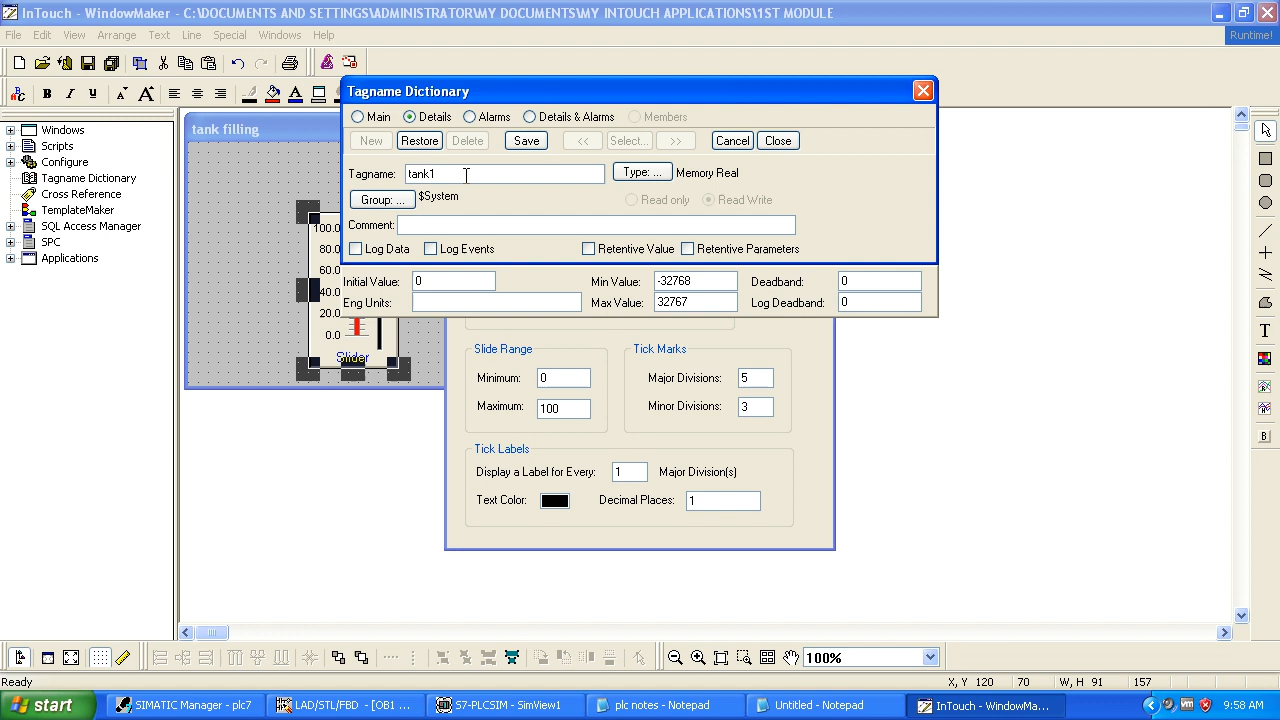 InTouch - WindowMaker - C:\DOCUMENTS AND SETTINGS\ADMINISTRATOR\MY DOCUMENTS\MY INTOUCH APPLICATIONS\1ST MODULE
File Edit View Arrange Text Line Special Windows Help Runtime!
Tagname Dictionary
Main Details Alarms Details & Alarms Members
New Restore Delete Save << Select... >> Cancel Close
Tagname: tank1 Type: ... Memory Real
Group: ... $System Read only Read Write
Comment:
Log Data Log Events Retentive Value Retentive Parameters
Initial Value: 0 Min Value: -32768 Deadband: 0
Eng Units: Max Value: 32767 Log Deadband: 0
Windows
Scripts
Configure
Tagname Dictionary
Cross Reference
TemplateMaker
SQL Access Manager
SPC
Applications
tank filling
100.0
80.0
60.0
40.0
20.0
0.0
Slider
Slide Range
Minimum: 0
Maximum: 100
Tick Marks
Major Divisions: 5
Minor Divisions: 3
Tick Labels
Display a Label for Every: 1 Major Division(s)
Text Color: Decimal Places: 1
100%
Ready X, Y 120 70 W, H 91 157
start SIMATIC Manager - plc7 LAD/STL/FBD - [OB1 ... S7-PLCSIM - SimView1 plc notes - Notepad Untitled - Notepad InTouch - WindowMa... 9:58 AM